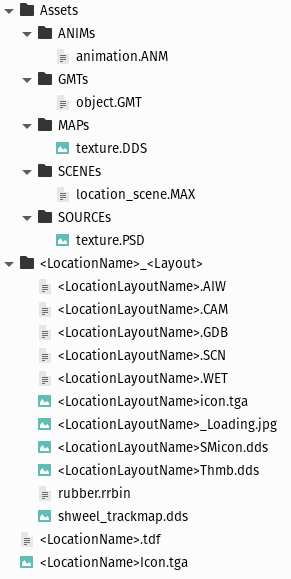 Assets
ANIMs
animation.ANM
GMTs
object.GMT
MAPs
texture.DDS
SCENEs
location_scene.MAX
SOURCEs
texture.PSD
<LocationName>_<Layout>
<LocationLayoutName>.AIW
<LocationLayoutName>.CAM
<LocationLayoutName>.GDB
<LocationLayoutName>.SCN
<LocationLayoutName>.WET
<LocationLayoutName>icon.tga
<LocationLayoutName>_Loading.jpg
<LocationLayoutName>SMicon.dds
<LocationLayoutName>Thmb.dds
rubber.rrbin
shweel_trackmap.dds
<LocationName>.tdf
<LocationName>Icon.tga